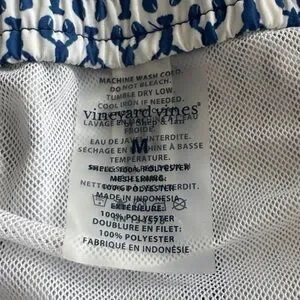 MACHINE WASH COLD.
DO NOT BLEACH.
TUMBLE DRY LOW.
COOL IRON IF NEEDED.
vineyard vines®
LAVAGE EN MACHINE À L'EAU
FROIDE.
EAU DE JAVEL INTERDITE.
M
SÉCHAGE EN MACHINE À BASSE
TEMPÉRATURE.
100% POLYESTER
MESH LINING:
100% POLYESTER
MADE IN INDONESIA
EXTÉRIEURE:
100% POLYESTER
DOUBLURE EN FILET:
100% POLYESTER
FABRIQUÉ EN INDONÉSIE